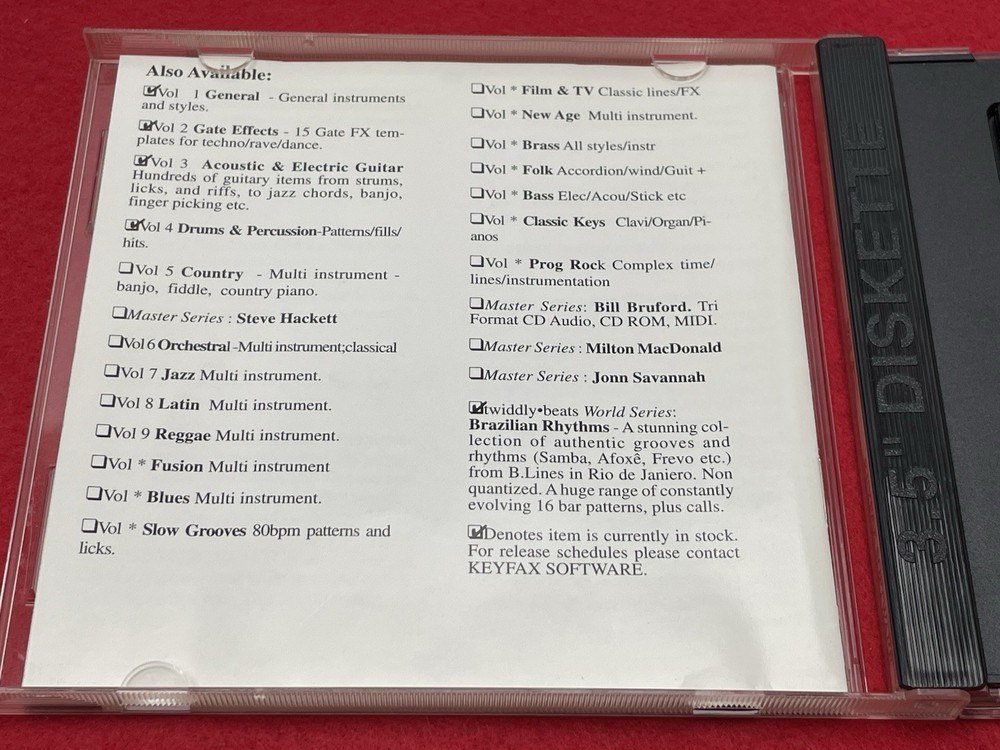 Also Available:
☑Vol 1 General - General instruments
and styles.
☑Vol 2 Gate Effects - 15 Gate FX tem-
plates for techno/rave/dance.
☑Vol 3 Acoustic & Electric Guitar
Hundreds of guitary items from strums,
licks, and riffs, to jazz chords, banjo,
finger picking etc.
☑Vol 4 Drums & Percussion-Patterns/fills/
hits.
❏Vol 5 Country - Multi instrument -
banjo, fiddle, country piano.
❏Master Series : Steve Hackett
❏Vol 6 Orchestral -Multi instrument;classical
❏Vol 7 Jazz Multi instrument.
❏Vol 8 Latin Multi instrument.
❏Vol 9 Reggae Multi instrument.
❏Vol * Fusion Multi instrument
❏Vol * Blues Multi instrument.
❏Vol * Slow Grooves 80bpm patterns and
licks.
❏Vol * Film & TV Classic lines/FX
❏Vol * New Age Multi instrument.
❏Vol * Brass All styles/instr
❏Vol * Folk Accordion/wind/Guit +
❏Vol * Bass Elec/Acou/Stick etc
❏Vol * Classic Keys Clavi/Organ/Pi-
anos
❏Vol * Prog Rock Complex time/
lines/instrumentation
❏Master Series: Bill Bruford. Tri
Format CD Audio, CD ROM, MIDI.
❏Master Series : Milton MacDonald
❏Master Series : Jonn Savannah
☑twiddly•beats World Series:
Brazilian Rhythms - A stunning col-
lection of authentic grooves and
rhythms (Samba, Afoxê, Frevo etc.)
from B.Lines in Rio de Janiero. Non
quantized. A huge range of constantly
evolving 16 bar patterns, plus calls.
☑Denotes item is currently in stock.
For release schedules please contact
KEYFAX SOFTWARE.
3.5" DISKETTE